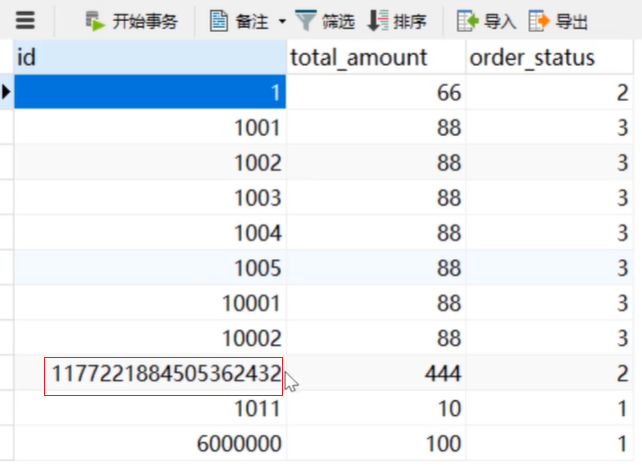 开始事务 备注 筛选 排序 导入 导出
id total_amount order_status
1 66 2
1001 88 3
1002 88 3
1003 88 3
1004 88 3
1005 88 3
10001 88 3
10002 88 3
1177221884505362432 444 2
1011 10 1
6000000 100 1